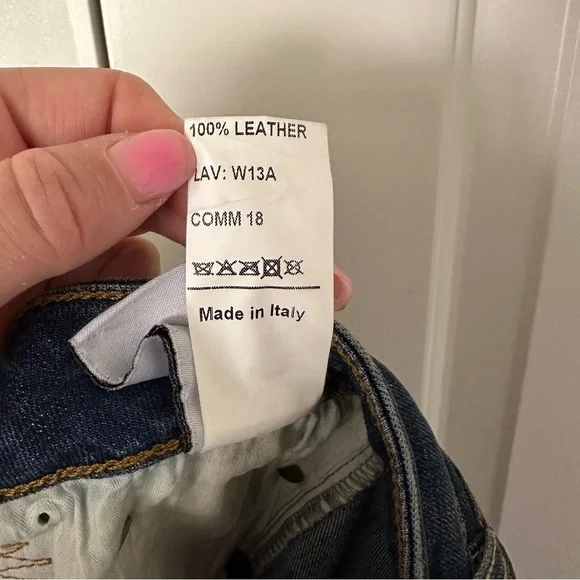 100% LEATHER
LAV: W13A
COMM 18
Made in Italy